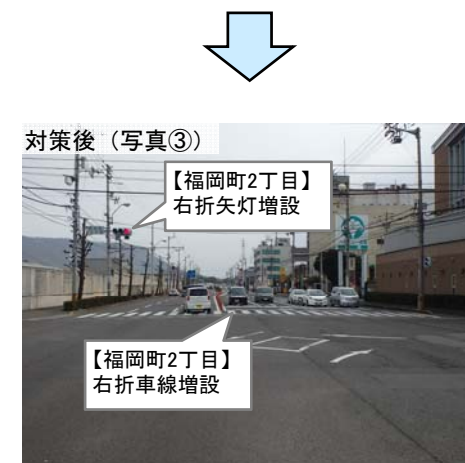 対策後（写真③）
【福岡町2丁目】
右折矢灯増設
【福岡町2丁目】
右折車線増設